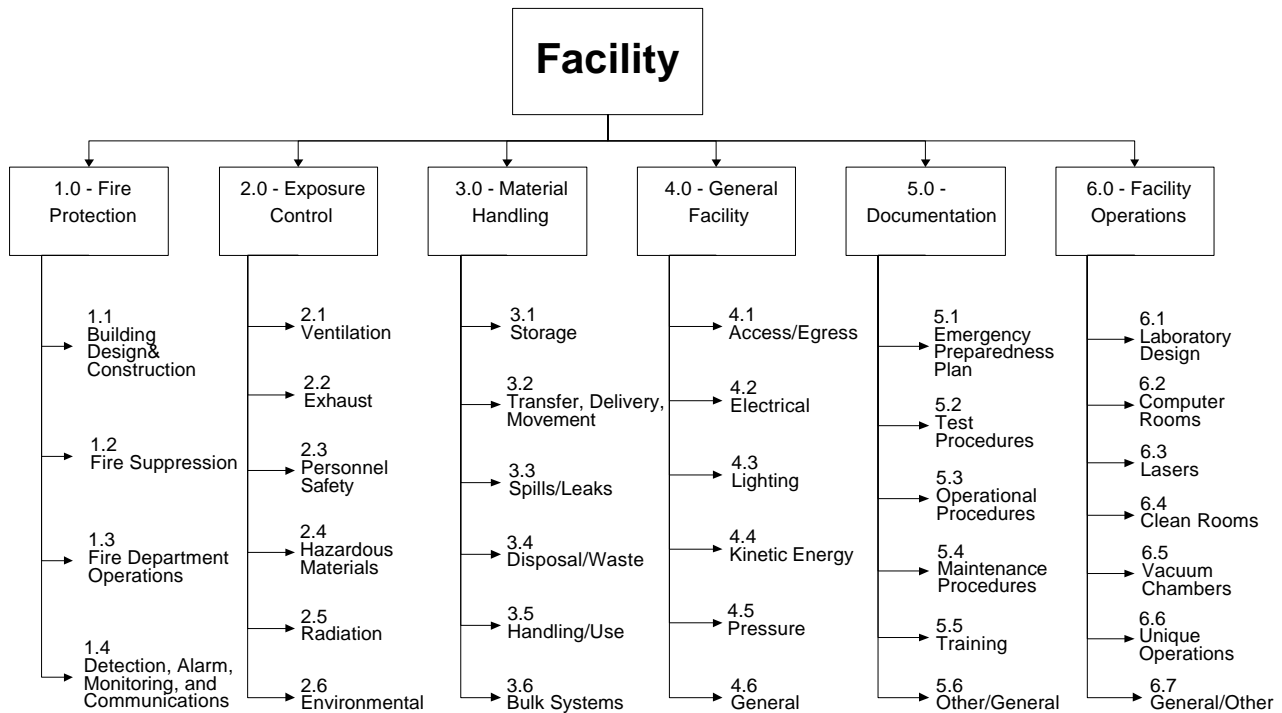 Facility
1.0 - Fire
Protection
2.0 - Exposure
Control
3.0 - Material
Handling
4.0 - General
Facility
5.0 -
Documentation
6.0 - Facility
Operations
1.1
Building
Design&
Construction
1.2
Fire Suppression
1.3
Fire Department
Operations
1.4
Detection, Alarm,
Monitoring, and
Communications
2.1
Ventilation
2.2
Exhaust
2.3
Personnel
Safety
2.4
Hazardous
Materials
2.5
Radiation
2.6
Environmental
3.1
Storage
3.2
Transfer, Delivery,
Movement
3.3
Spills/Leaks
3.4
Disposal/Waste
3.5
Handling/Use
3.6
Bulk Systems
4.1
Access/Egress
4.2
Electrical
4.3
Lighting
4.4
Kinetic Energy
4.5
Pressure
4.6
General
5.1
Emergency
Preparedness
Plan
5.2
Test
Procedures
5.3
Operational
Procedures
5.4
Maintenance
Procedures
5.5
Training
5.6
Other/General
6.1
Laboratory
Design
6.2
Computer
Rooms
6.3
Lasers
6.4
Clean Rooms
6.5
Vacuum
Chambers
6.6
Unique
Operations
6.7
General/Other